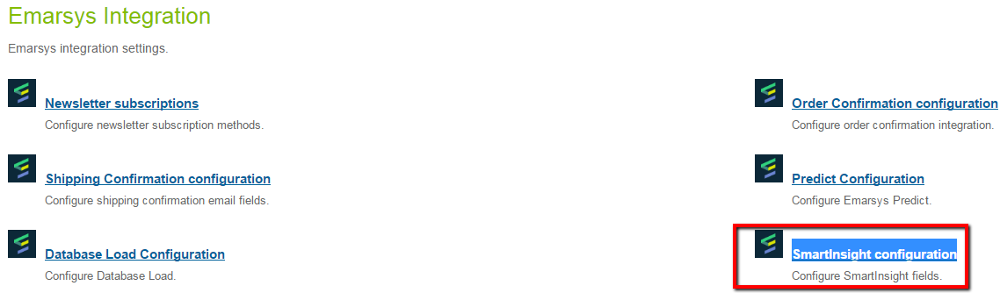 Emarsys Integration
Emarsys integration settings.
Newsletter subscriptions
Configure newsletter subscription methods.
Order Confirmation configuration
Configure order confirmation integration.
Shipping Confirmation configuration
Configure shipping confirmation email fields.
Predict Configuration
Configure Emarsys Predict.
Database Load Configuration
Configure Database Load.
SmartInsight configuration
Configure SmartInsight fields.